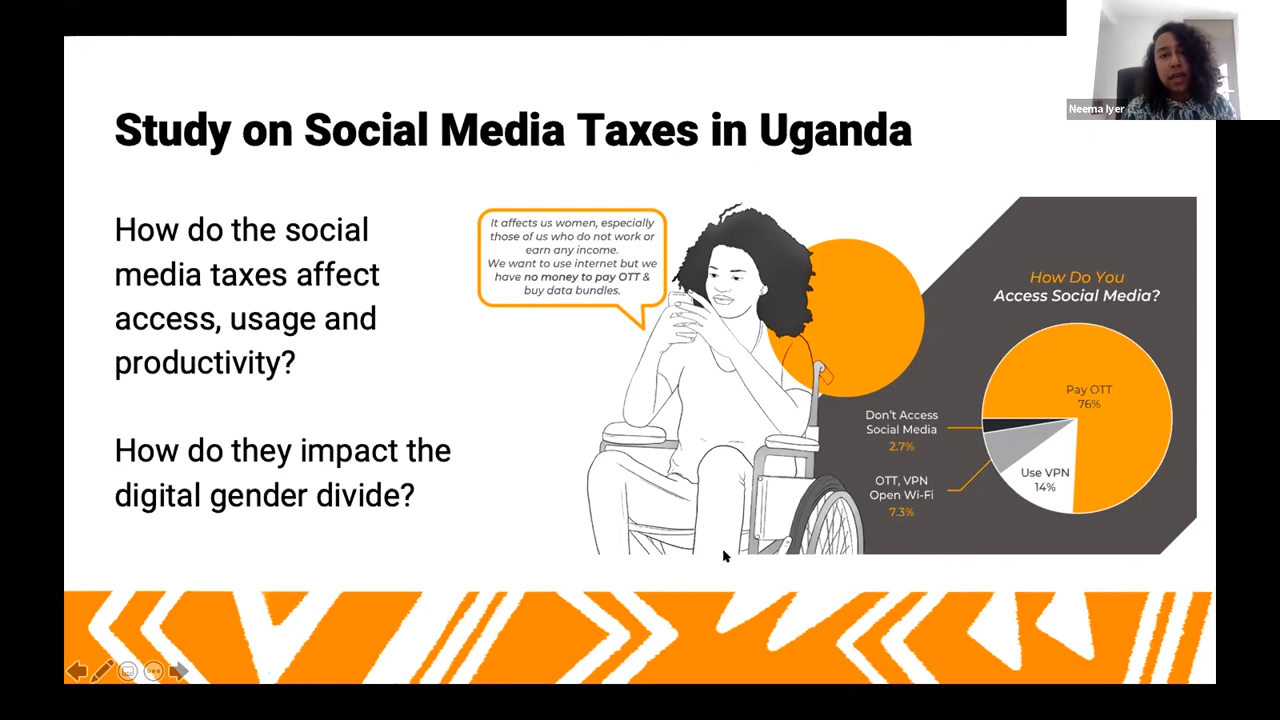 Neema Iyer
Study on Social Media Taxes in Uganda
How do the social
media taxes affect
access, usage and
productivity?
How do they impact the
digital gender divide?
It affects us women, especially
those of us who do not work or
earn any income.
We want to use internet but we
have no money to pay OTT &
buy data bundles.
How Do You
Access Social Media?
Pay OTT
76%
Don't Access
Social Media
2.7%
OTT, VPN
Open Wi-Fi
7.3%
Use VPN
14%